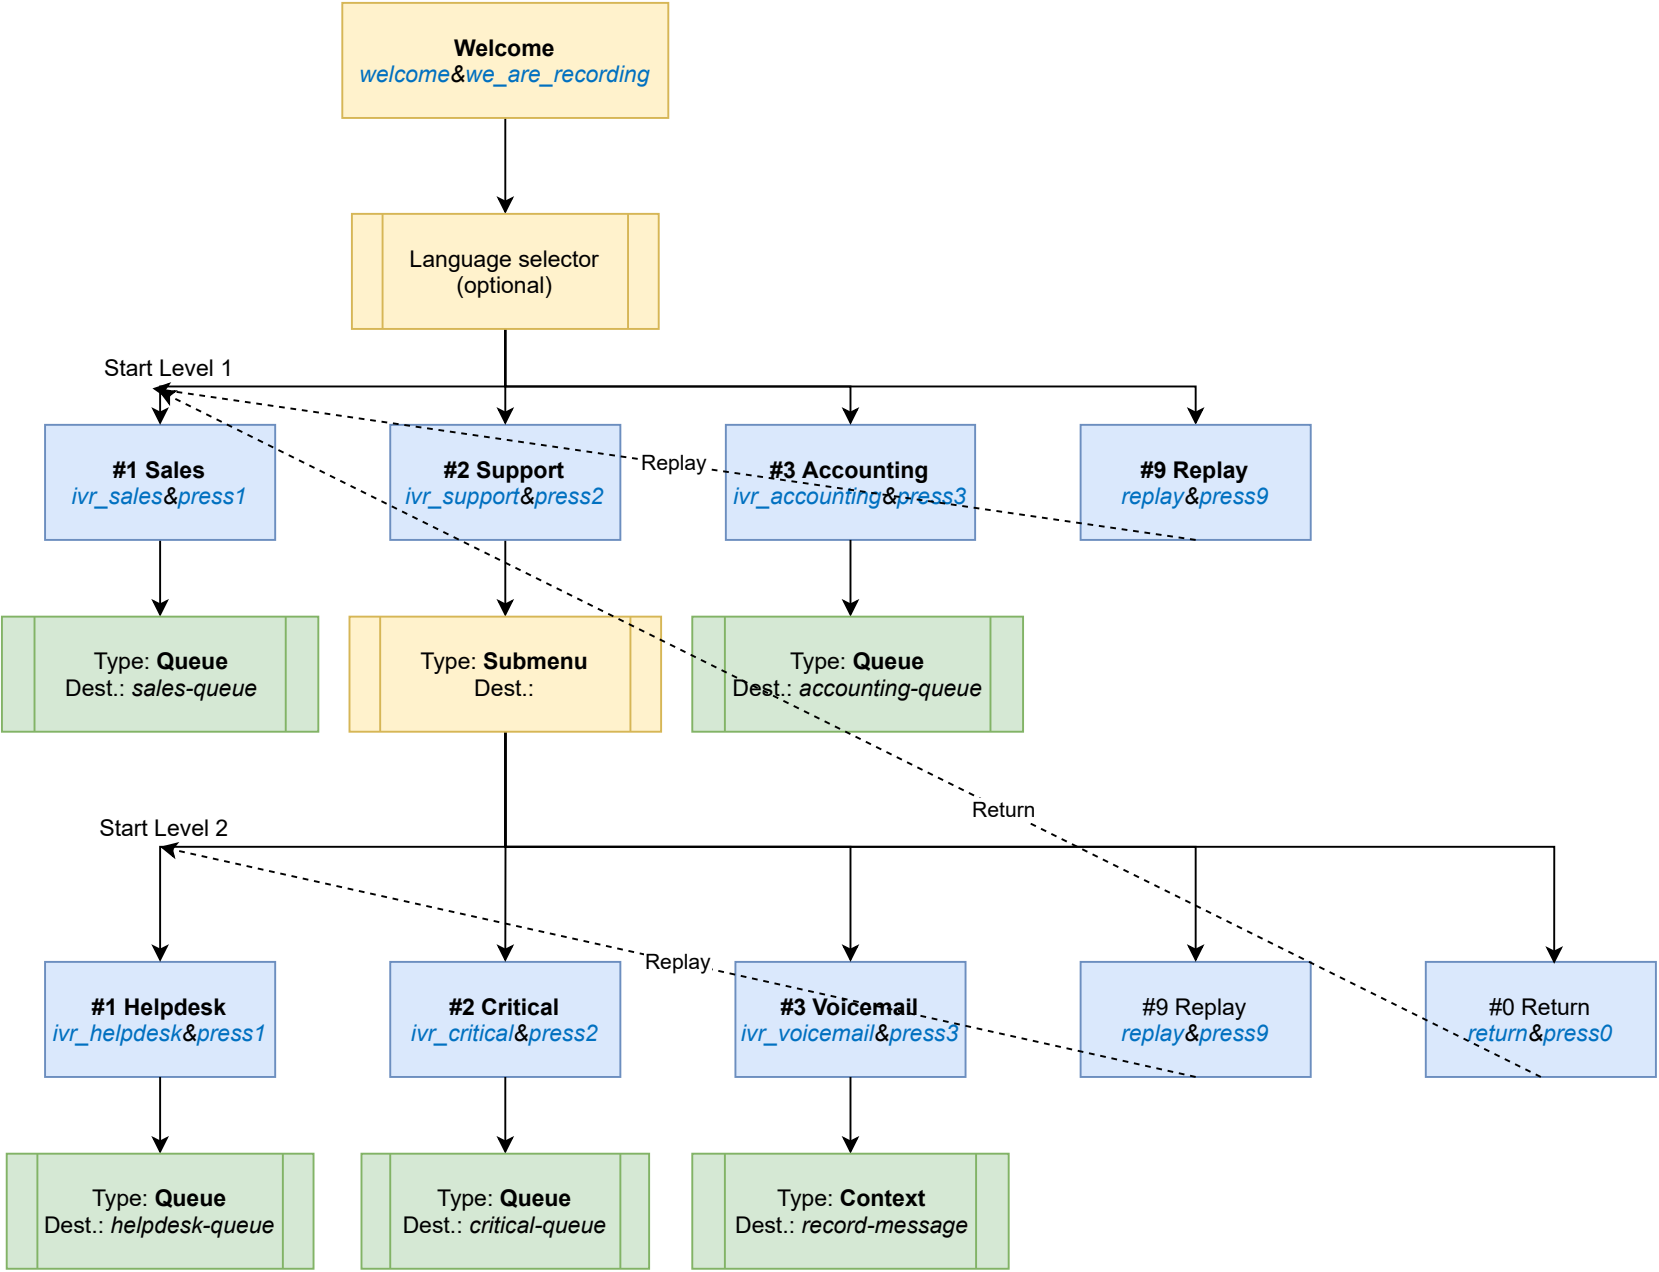 Welcome
welcome&we_are_recording
Language selector
(optional)
Start Level 1
#1 Sales
ivr_sales&press1
#2 Support
ivr_support&press2
Replay
#3 Accounting
ivr_accounting&press3
#9 Replay
replay&press9
Type: Queue
Dest.: sales-queue
Type: Submenu
Dest.:
Type: Queue
Dest.: accounting-queue
Return
Start Level 2
Replay
#1 Helpdesk
ivr_helpdesk&press1
#2 Critical
ivr_critical&press2
#3 Voicemail
ivr_voicemail&press3
#9 Replay
replay&press9
#0 Return
return&press0
Type: Queue
Dest.: helpdesk-queue
Type: Queue
Dest.: critical-queue
Type: Context
Dest.: record-message